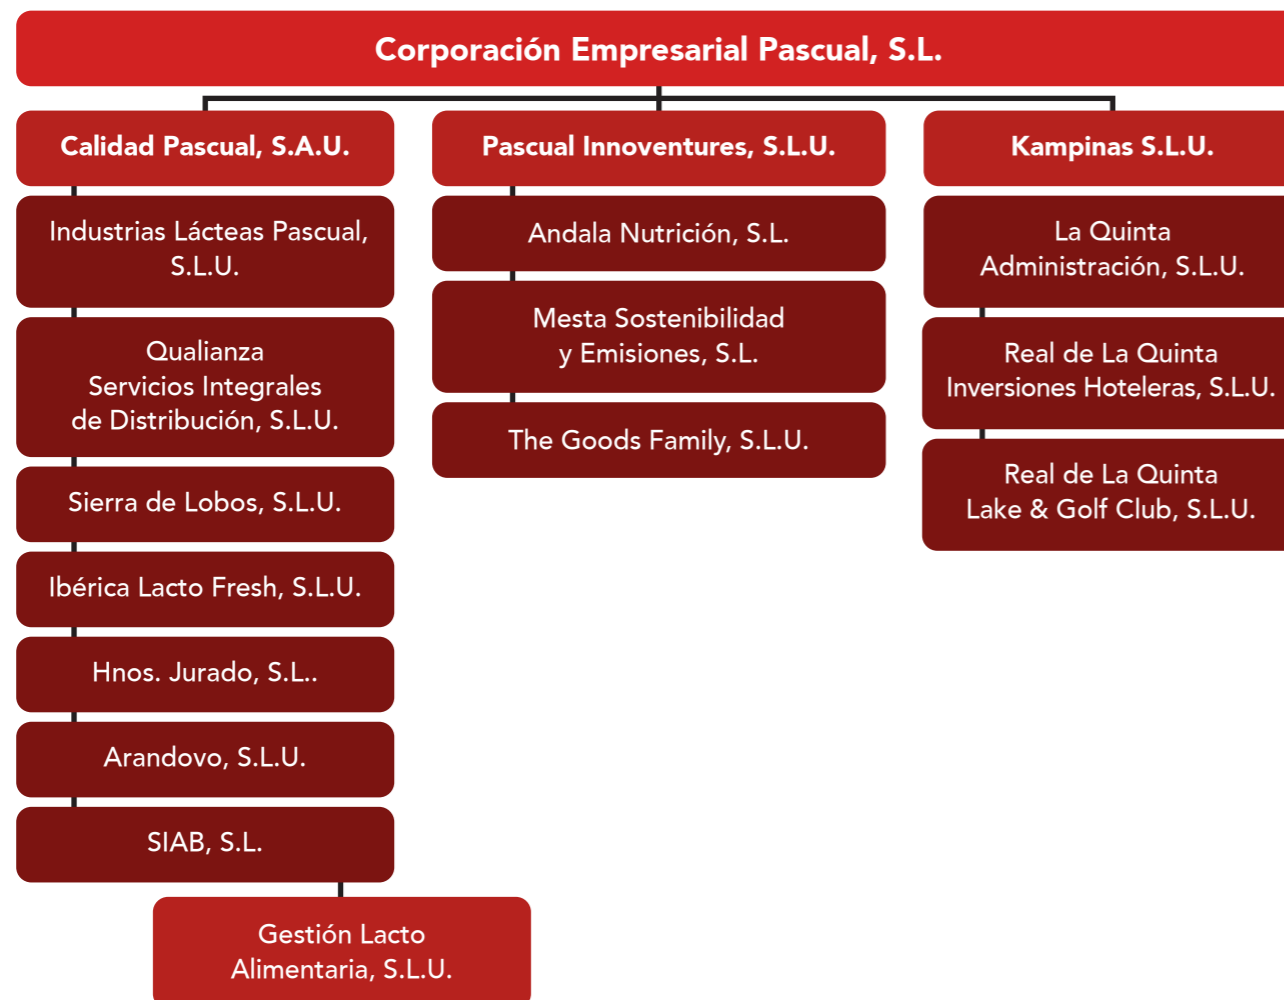 Corporación Empresarial Pascual, S.L.
Calidad Pascual, S.A.U.
Industrias Lácteas Pascual,
S.L.U.
Qualianza
Servicios Integrales
de Distribución, S.L.U.
Sierra de Lobos, S.L.U.
Ibérica Lacto Fresh, S.L.U.
Hnos. Jurado, S.L..
Arandovo, S.L.U.
SIAB, S.L.
Gestión Lacto
Alimentaria, S.L.U.
Pascual Innoventures, S.L.U.
Andala Nutrición, S.L.
Mesta Sostenibilidad
y Emisiones, S.L.
The Goods Family, S.L.U.
Kampinas S.L.U.
La Quinta
Administración, S.L.U.
Real de La Quinta
Inversiones Hoteleras, S.L.U.
Real de La Quinta
Lake & Golf Club, S.L.U.